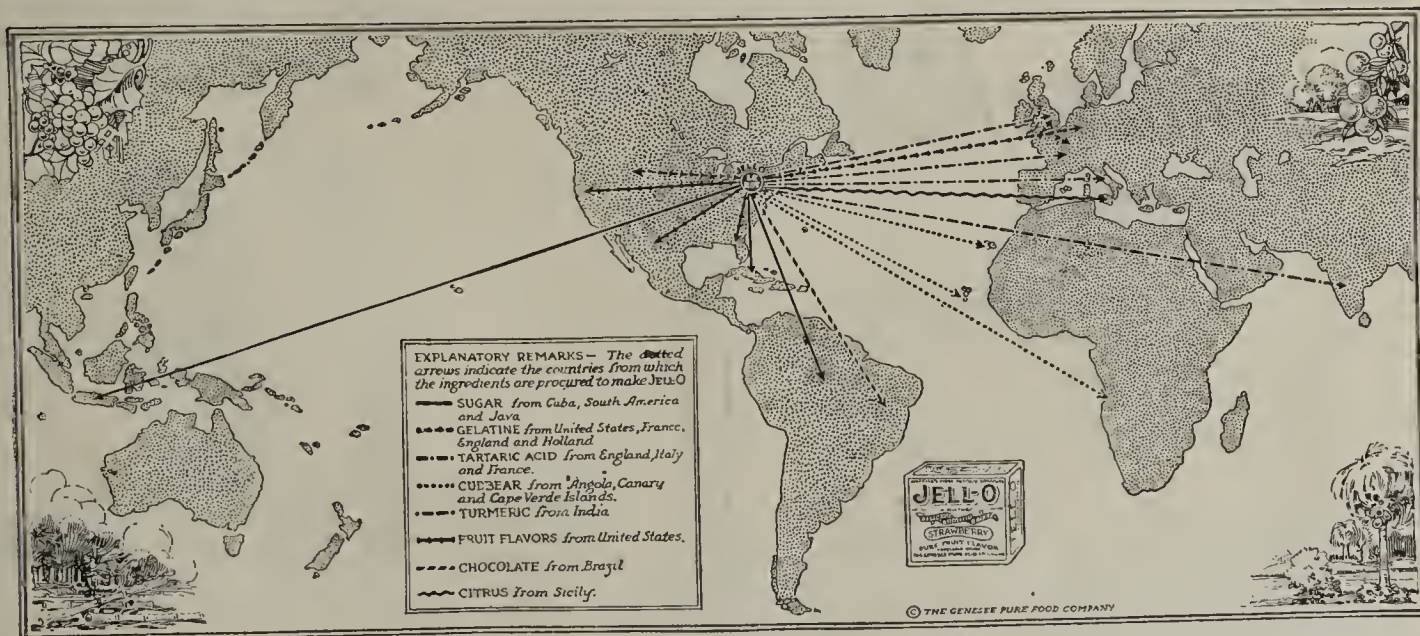 EXPLANATORY REMARKS — The dotted
arrows indicate the countries from which
the ingredients are procured to make JELL-O
SUGAR from Cuba, South America
and Java
GELATINE from United States, France,
England and Holland
TARTARIC ACID from England, Italy
and France.
CUDBEAR from Angola, Canary
and Cape Verde Islands.
TURMERIC from India
FRUIT FLAVORS from United States.
CHOCOLATE from Brazil
CITRUS from Sicily.
JELL-O
STRAWBERRY
PURE FRUIT FLAVOR
© THE GENESEE PURE FOOD COMPANY